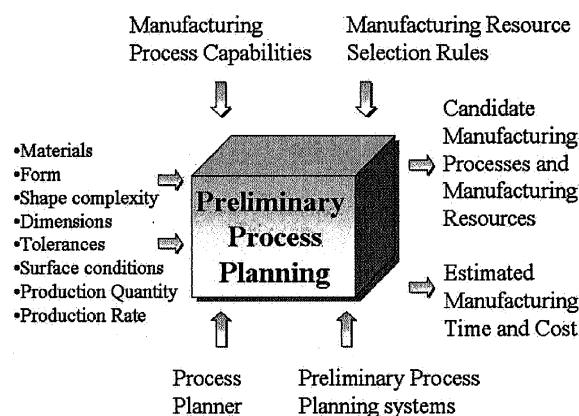 Manufacturing
Process Capabilities
Manufacturing Resource
Selection Rules
•Materials
•Form
•Shape complexity
•Dimensions
•Tolerances
•Surface conditions
•Production Quantity
•Production Rate
Preliminary
Process
Planning
Candidate
Manufacturing
Processes and
Manufacturing
Resources
Estimated
Manufacturing
Time and Cost
Process
Planner
Preliminary Process
Planning systems